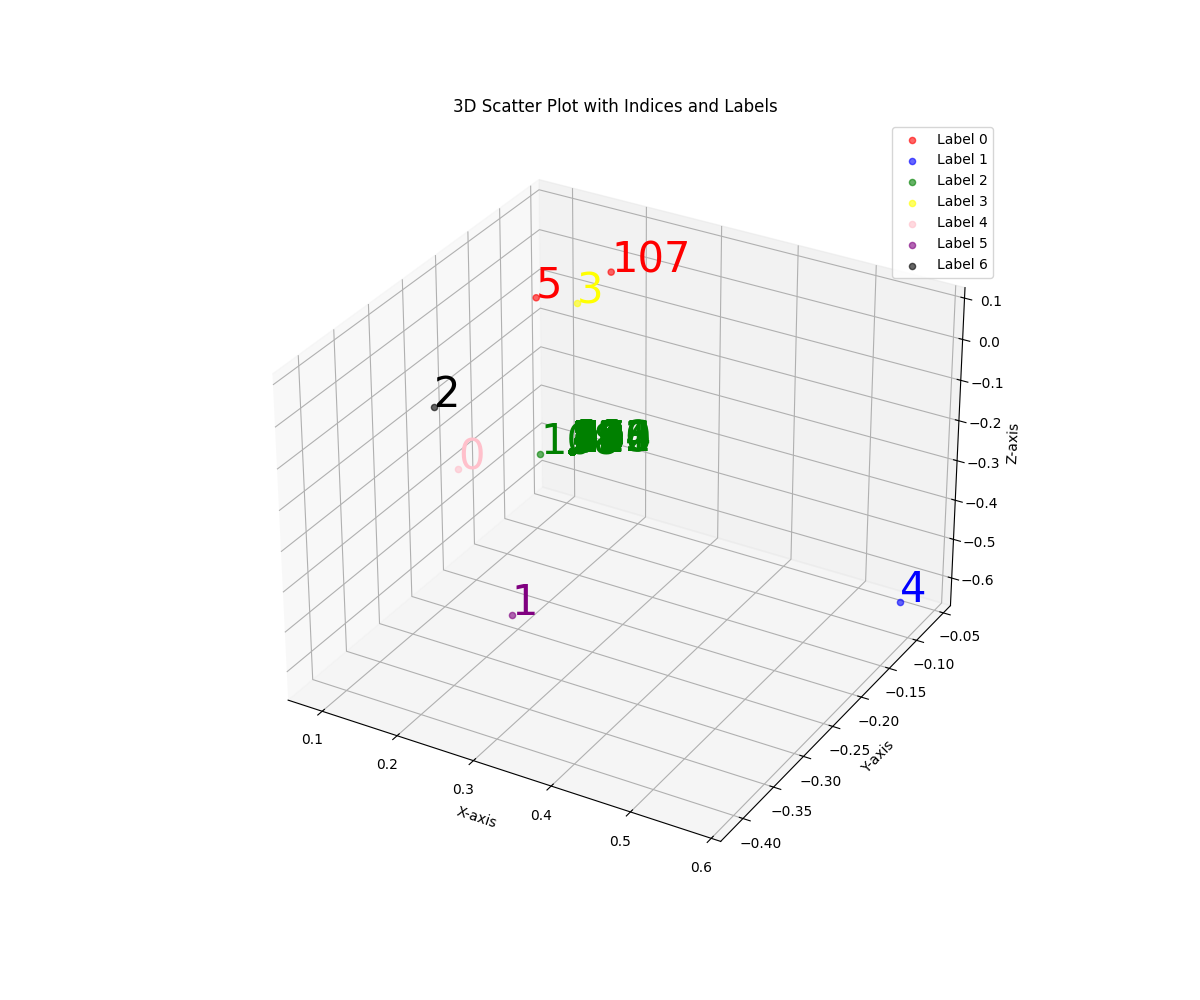 3D Scatter Plot with Indices and Labels
Label 0
Label 1
Label 2
Label 3
Label 4
Label 5
Label 6
107
5
3
2
0
1
4
0.1
0.0
−0.1
−0.2
−0.3
−0.4
−0.5
−0.6
Z-axis
−0.05
−0.10
−0.15
−0.20
−0.25
−0.30
−0.35
−0.40
Y-axis
0.1
0.2
0.3
0.4
0.5
0.6
X-axis